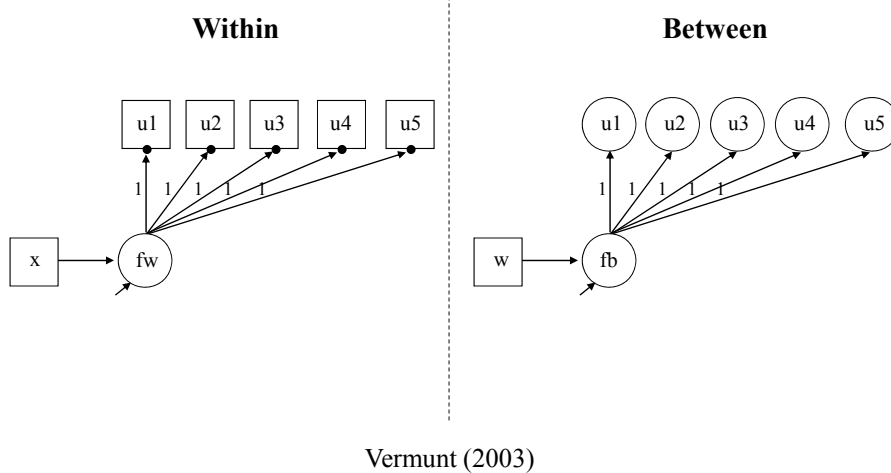 Within Between
u1 u2 u3 u4 u5 u1 u2 u3 u4 u5
1 1 1 1 1 1 1 1 1 1
x fw w fb
Vermunt (2003)